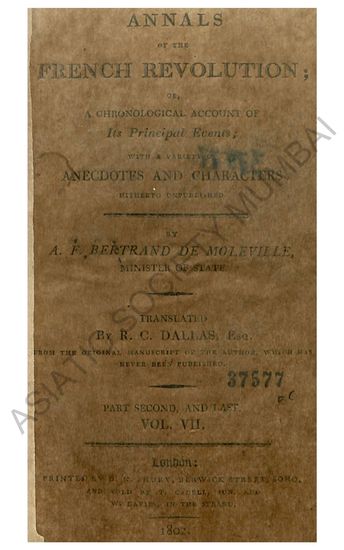 ANNALS
OF THE
FRENCH REVOLUTION;
OR,
A CHRONOLOGICAL ACCOUNT OF
Its Principal Events;
WITH A VARIETY OF
ANECDOTES AND CHARACTERS
HITHERTO UNPUBLISHED
BY
A. F. BERTRAND DE MOLEVILLE,
MINISTER OF STATE
TRANSLATED
By R. C. DALLAS, Esq.
FROM THE ORIGINAL MANUSCRIPT OF THE AUTHOR, WHICH HAS
NEVER BEEN PUBLISHED.
37577
PART SECOND, AND LAST.
VOL. VII.
London:
PRINTED BY H. R. SHURY, BERWICK STREET, SOHO,
AND SOLD BY T. CADELL, JUN. AND
W. DAVIES, IN THE STRAND.
1802.
ASIATIC SOCIETY MUMBAI